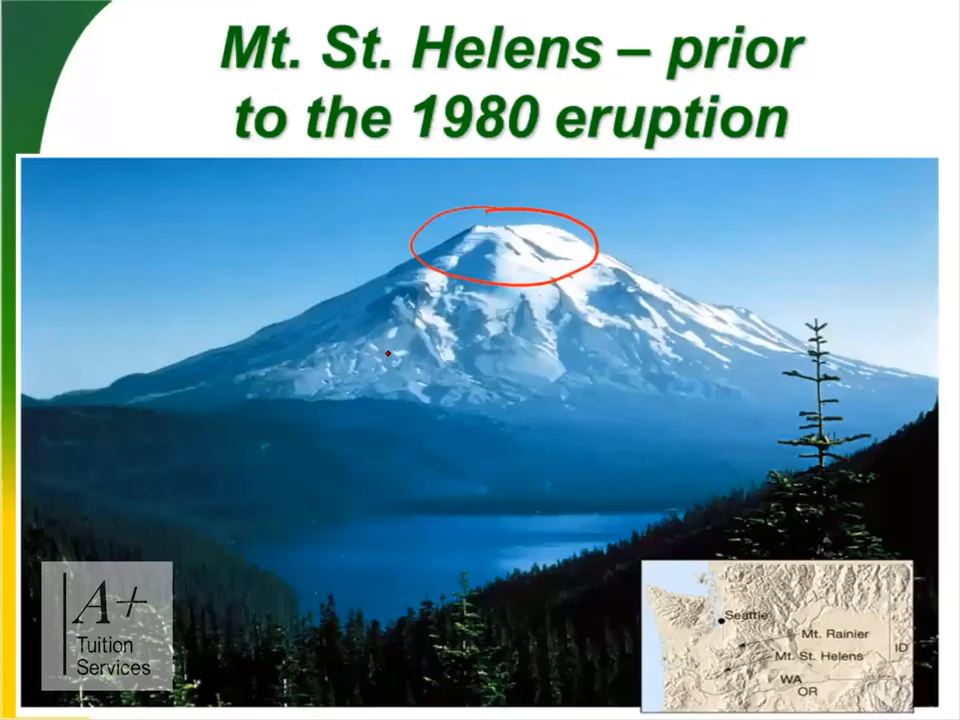 Mt. St. Helens – prior
to the 1980 eruption
A+
Tuition
Services
Seattle
Mt. Rainier
Mt. St. Helens
ID
WA
OR